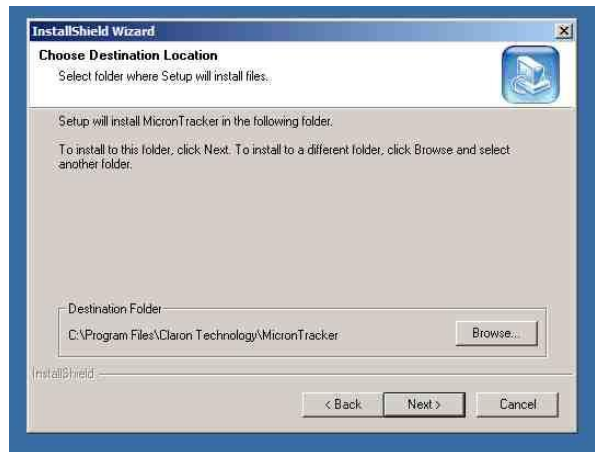 InstallShield Wizard
Choose Destination Location
Select folder where Setup will install files.
Setup will install MicronTracker in the following folder.
To install to this folder, click Next. To install to a different folder, click Browse and select
another folder.
Destination Folder
C:\Program Files\Claron Technology\MicronTracker
Browse...
InstallShield
< Back
Next >
Cancel